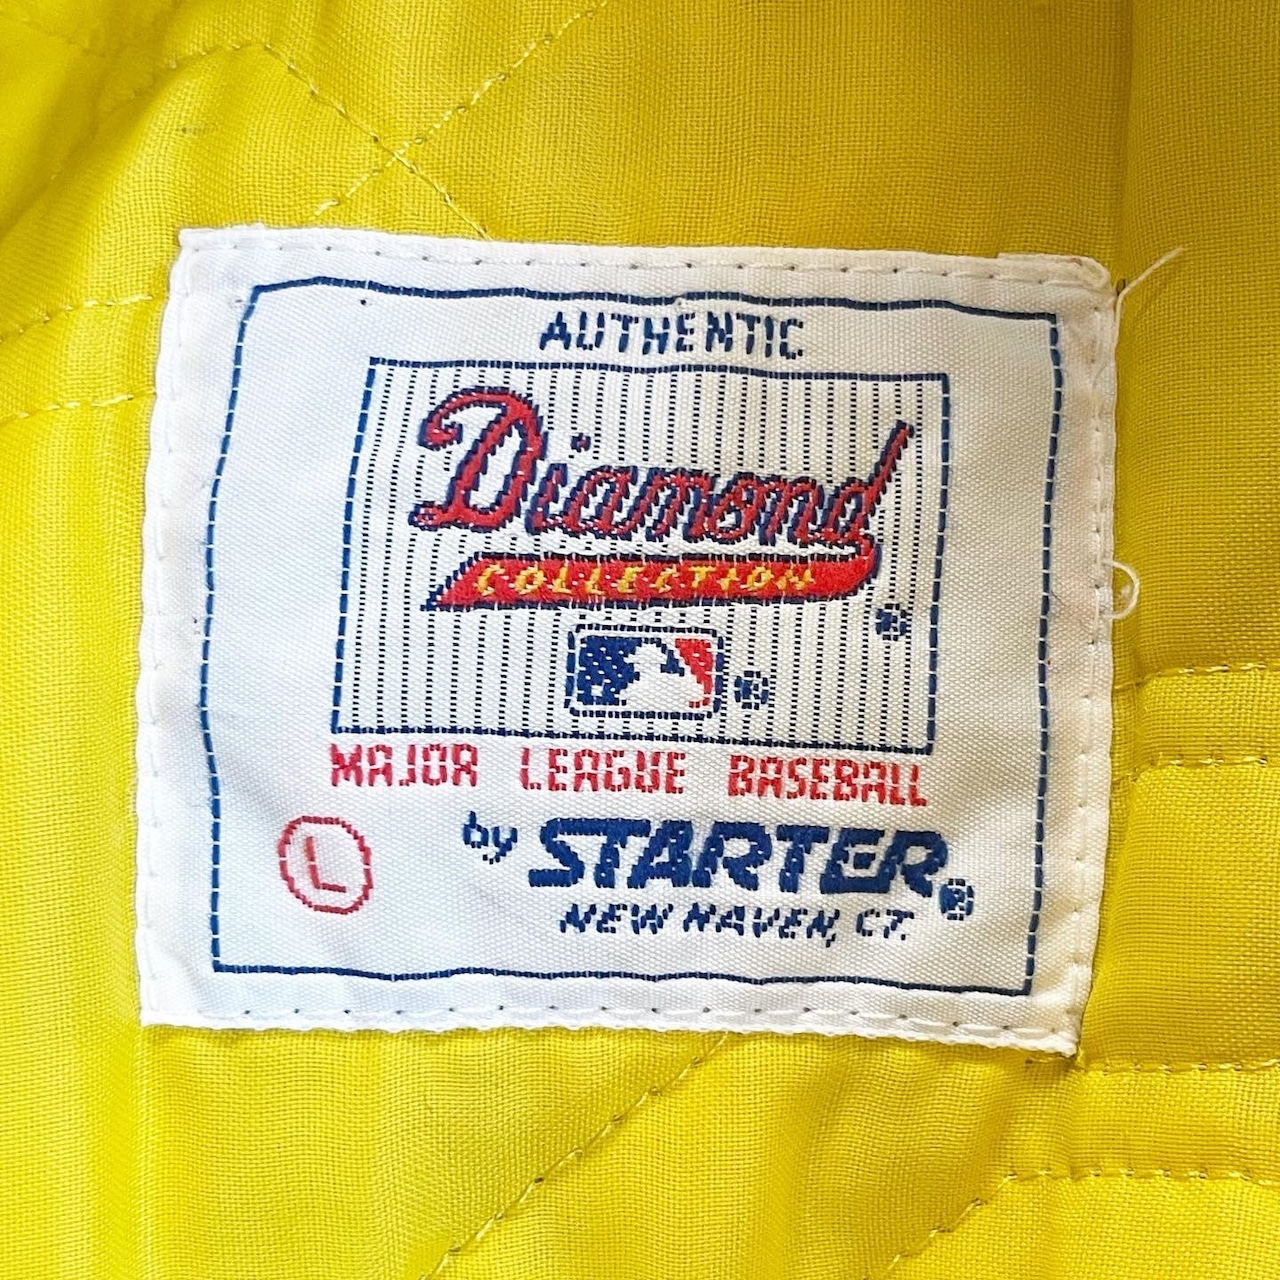 AUTHENTIC
Diamond
COLLECTION
®
®
MAJOR LEAGUE BASEBALL
L
by STARTER®
NEW HAVEN, CT.